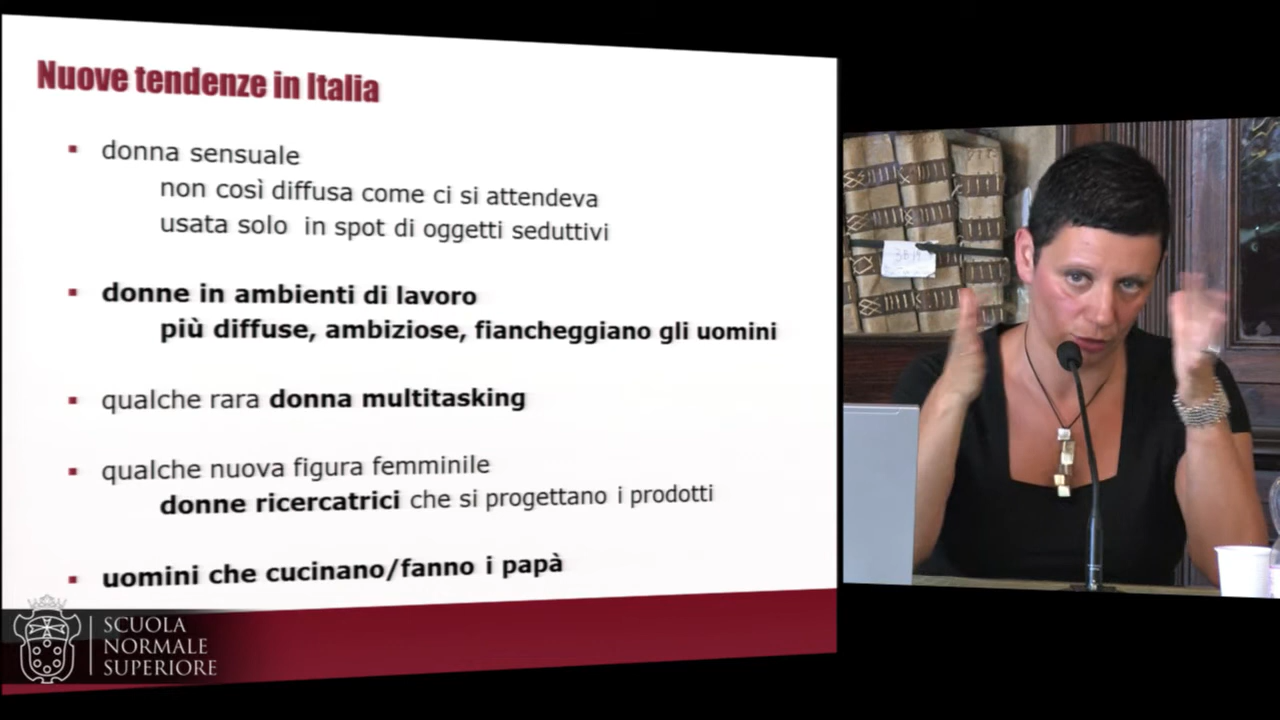 Nuove tendenze in Italia
donna sensuale
non così diffusa come ci si attendeva
usata solo in spot di oggetti seduttivi
donne in ambienti di lavoro
più diffuse, ambiziose, fiancheggiano gli uomini
qualche rara donna multitasking
qualche nuova figura femminile
donne ricercatrici che si progettano i prodotti
uomini che cucinano/fanno i papà
SCUOLA
NORMALE
SUPERIORE